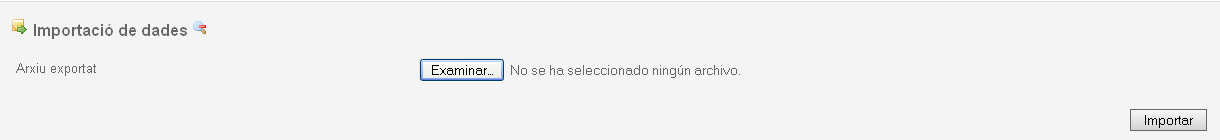 Importació de dades
Arxiu exportat Examinar... No se ha seleccionado ningún archivo.
Importar